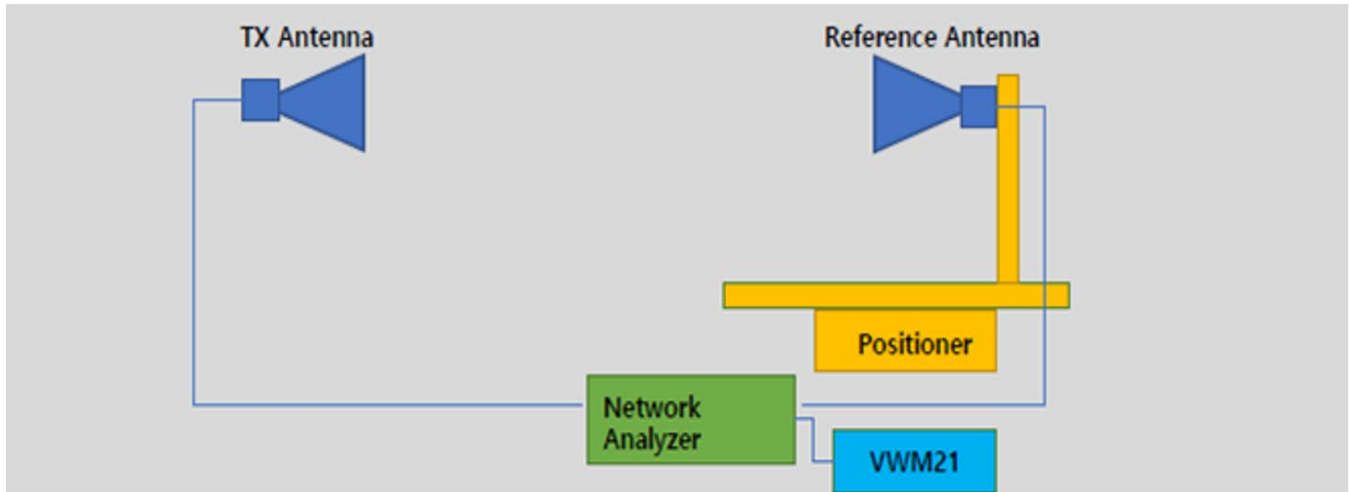 TX Antenna
Reference Antenna
Positioner
Network
Analyzer
VWM21